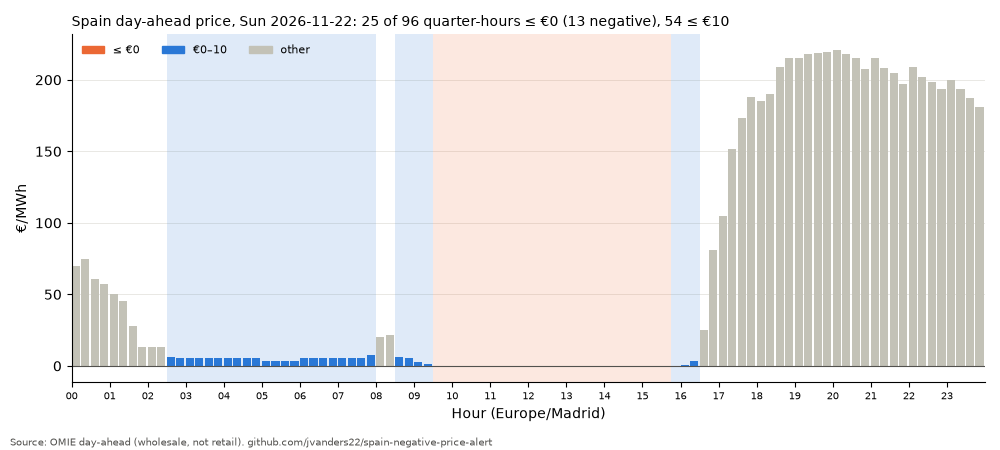 Spain day-ahead price, Sun 2026-11-22: 25 of 96 quarter-hours ≤ €0 (13 negative), 54 ≤ €10
≤ €0 €0–10 other
€/MWh
200
150
100
50
0
00 01 02 03 04 05 06 07 08 09 10 11 12 13 14 15 16 17 18 19 20 21 22 23
Hour (Europe/Madrid)
Source: OMIE day-ahead (wholesale, not retail). github.com/jvanders22/spain-negative-price-alert